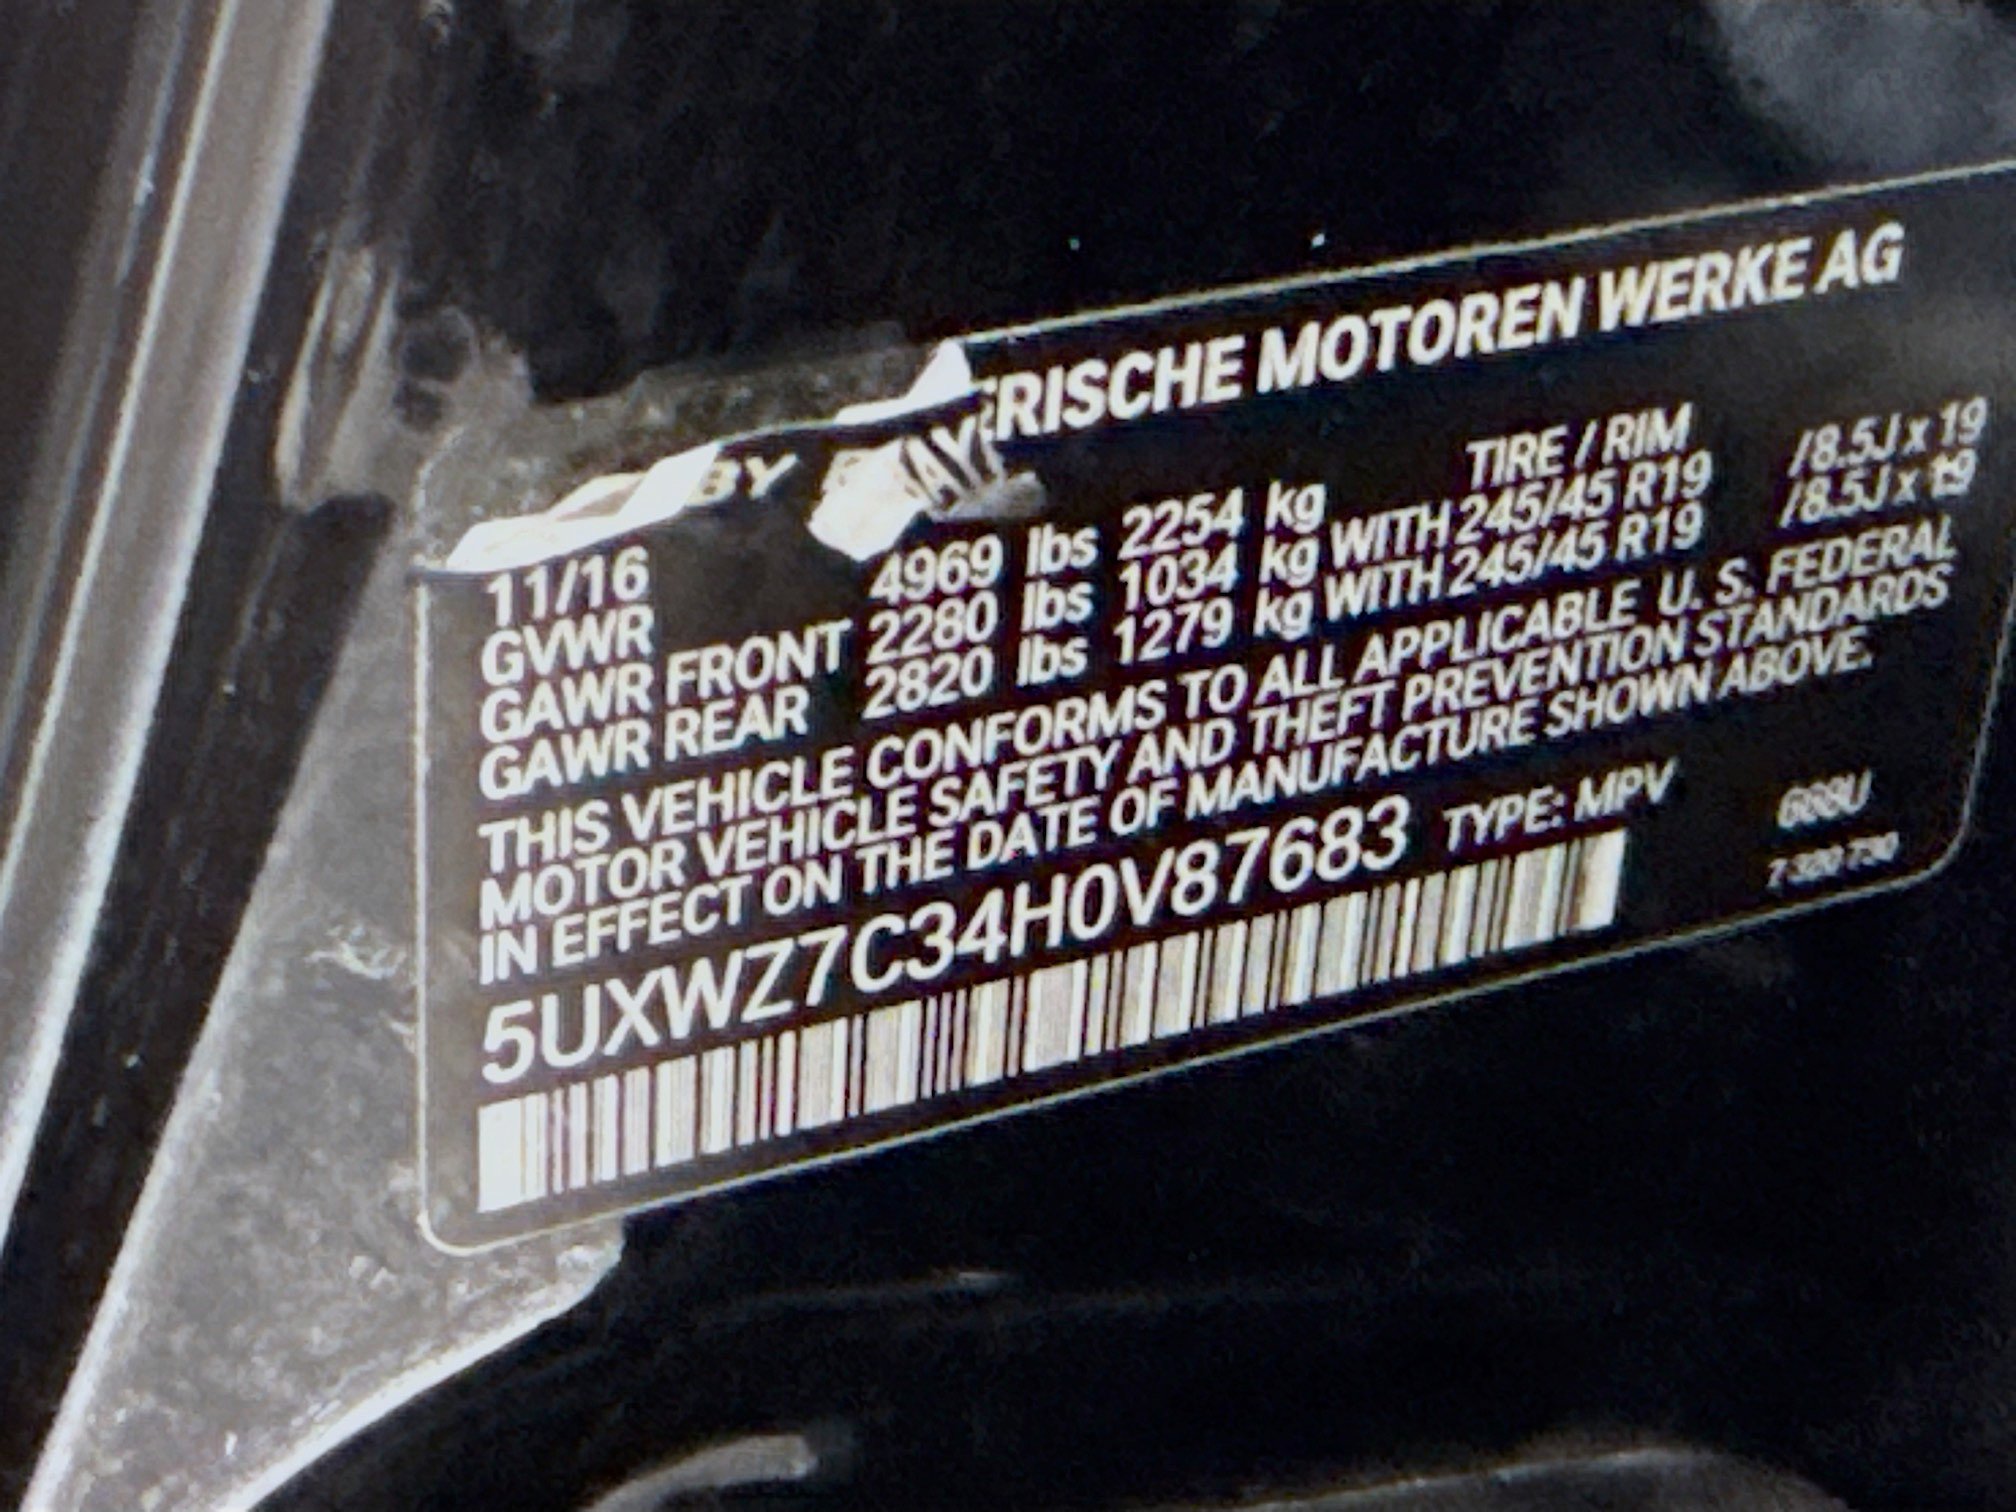 BY AYERISCHE MOTOREN WERKE AG
11/16 TIRE / RIM
GVWR 4969 lbs 2254 kg
GAWR FRONT 2280 lbs 1034 kg WITH 245/45 R19 /8.5J x 19
GAWR REAR 2820 lbs 1279 kg WITH 245/45 R19 /8.5J x 19
THIS VEHICLE CONFORMS TO ALL APPLICABLE U. S. FEDERAL
MOTOR VEHICLE SAFETY AND THEFT PREVENTION STANDARDS
IN EFFECT ON THE DATE OF MANUFACTURE SHOWN ABOVE.
5UXWZ7C34H0V87683 TYPE: MPV